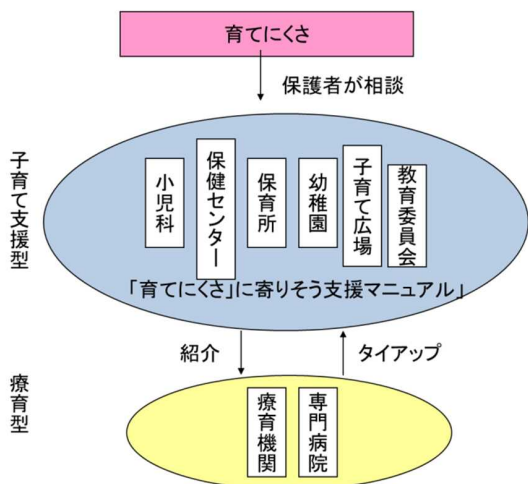 育てにくさ
保護者が相談
子育て支援型
小児科
保健センター
保育所
幼稚園
子育て広場
教育委員会
「育てにくさ」に寄りそう支援マニュアル」
紹介
タイアップ
療育型
療育機関
専門病院